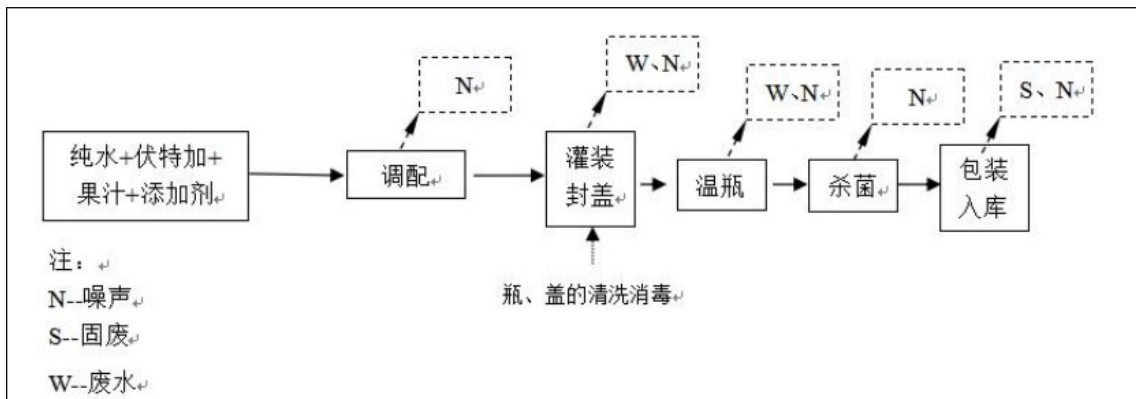 N
W、N
W、N
N
S、N
纯水+伏特加+
果汁+添加剂
调配
灌装
封盖
温瓶
杀菌
包装
入库
瓶、盖的清洗消毒
注：
N--噪声
S--固废
W--废水